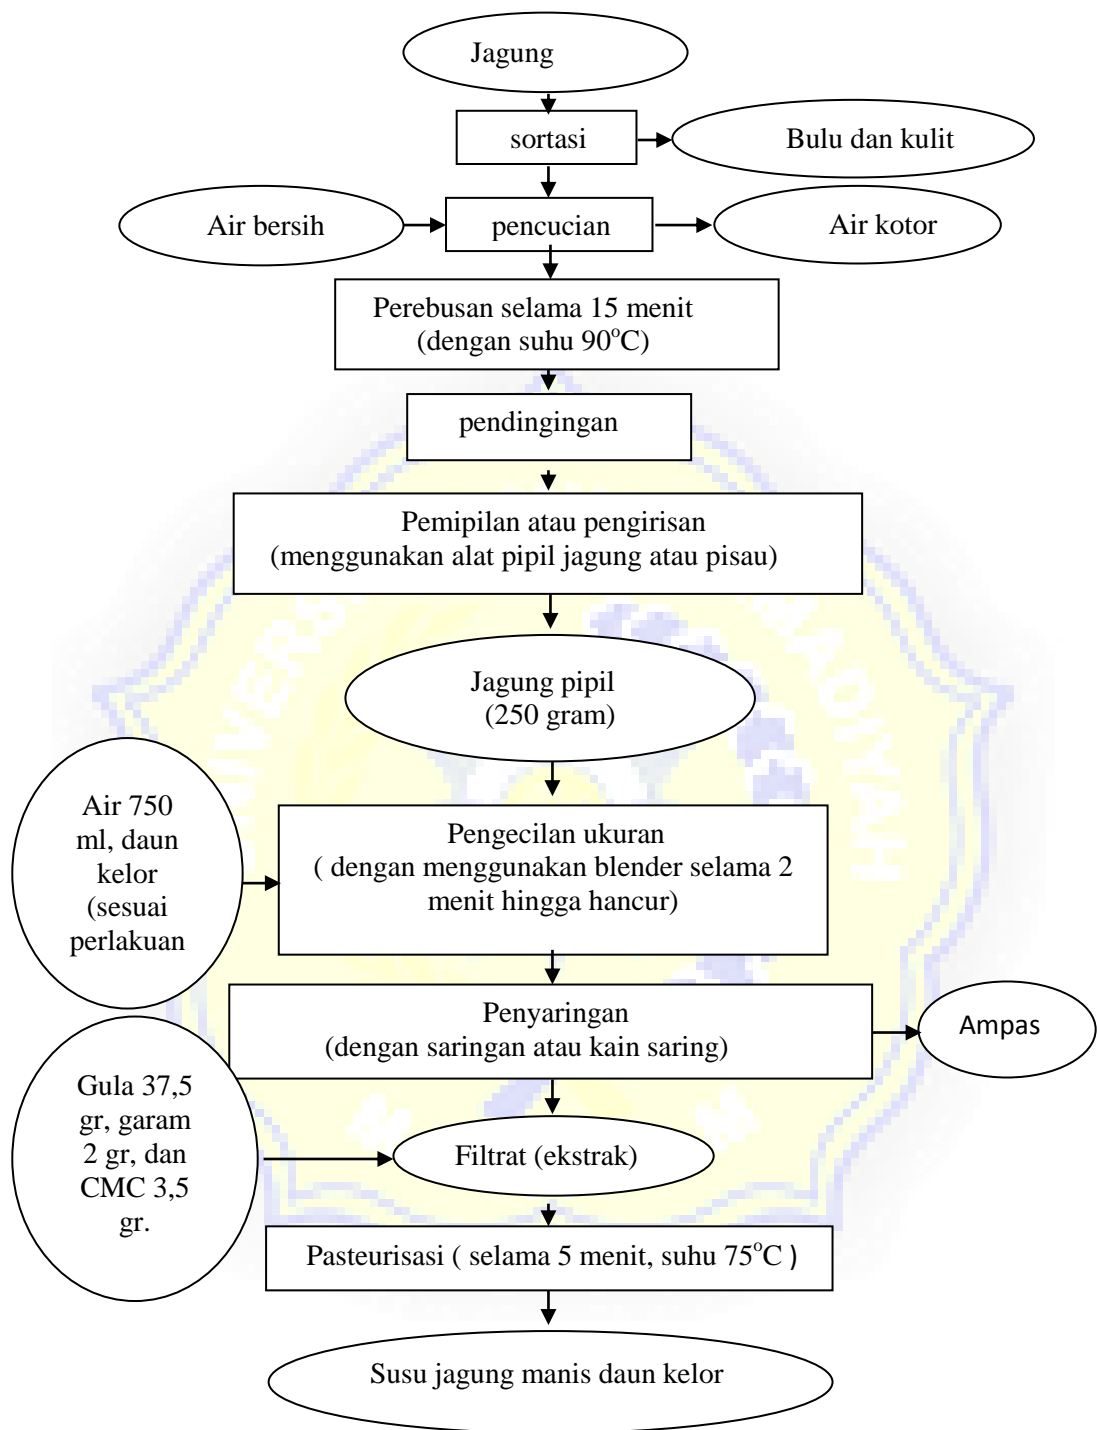 Jagung
sortasi
Bulu dan kulit
Air bersih
pencucian
Air kotor
Perebusan selama 15 menit
(dengan suhu 90°C)
pendingingan
Pemipilan atau pengirisan
(menggunakan alat pipil jagung atau pisau)
Jagung pipil
(250 gram)
Air 750
ml, daun
kelor
(sesuai
perlakuan
Pengecilan ukuran
( dengan menggunakan blender selama 2
menit hingga hancur)
Penyaringan
(dengan saringan atau kain saring)
Ampas
Gula 37,5
gr, garam
2 gr, dan
CMC 3,5
gr.
Filtrat (ekstrak)
Pasteurisasi ( selama 5 menit, suhu 75°C )
Susu jagung manis daun kelor